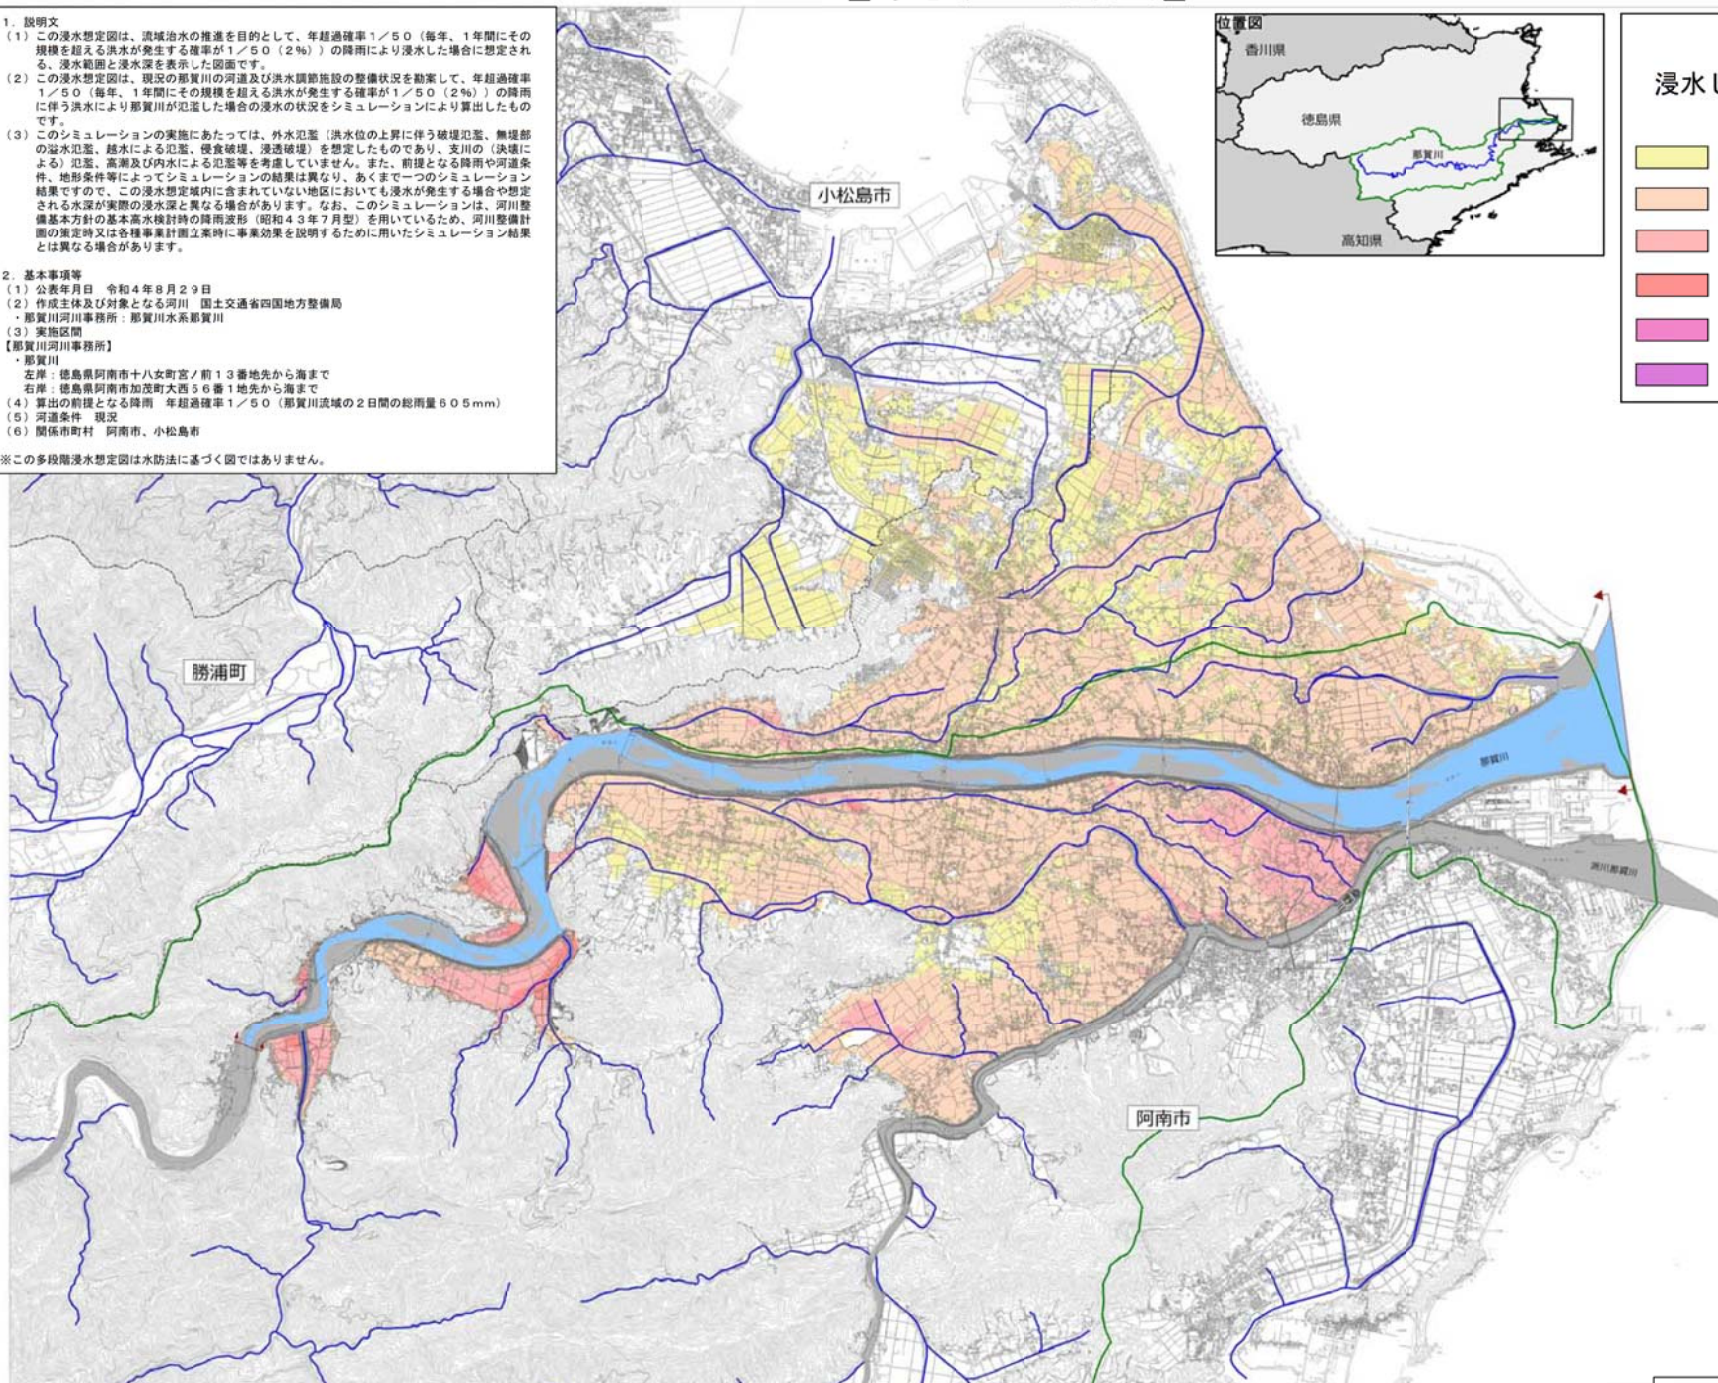 1．説明文
（1）この浸水想定図は、流域治水の推進を目的として、年超過確率1／50（毎年、1年間にその
規模を超える洪水が発生する確率が1／50（2%））の降雨により浸水した場合に想定され
る、浸水範囲と浸水深を表示した図面です。
（2）この浸水想定図は、現況の那賀川の河道及び洪水調節施設の整備状況を勘案して、年超過確率
1／50（毎年、1年間にその規模を超える洪水が発生する確率が1／50（2%））の降雨
に伴う洪水により那賀川が氾濫した場合の浸水の状況をシミュレーションにより算出したもの
です。
（3）このシミュレーションの実施にあたっては、外水氾濫（洪水位の上昇に伴う破堤氾濫、無堤部
の溢水氾濫、越水による氾濫、侵食破堤、浸透破堤）を想定したものであり、支川の（決壊に
よる）氾濫、高潮及び内水による氾濫等を考慮していません。また、前提となる降雨や河道条
件、地形条件等によってシミュレーションの結果は異なり、あくまで一つのシミュレーション
結果ですので、この浸水想定域内に含まれていない地区においても浸水が発生する場合や想定
される水深が実際の浸水深と異なる場合があります。なお、このシミュレーションは、河川整
備基本方針の基本高水検討時の降雨波形（昭和43年7月型）を用いているため、河川整備計
画の策定時又は各種事業計画立案時に事業効果を説明するために用いたシミュレーション結果
とは異なる場合があります。
2．基本事項等
（1）公表年月日　令和4年8月29日
（2）作成主体及び対象となる河川　国土交通省四国地方整備局
・那賀川河川事務所：那賀川水系那賀川
（3）実施区間
【那賀川河川事務所】
・那賀川
左岸：徳島県阿南市十八女町宮ノ前13番地先から海まで
右岸：徳島県阿南市加茂町大西56番1地先から海まで
（4）算出の前提となる降雨　年超過確率1／50（那賀川流域の2日間の総雨量605mm）
（5）河道条件　現況
（6）関係市町村　阿南市、小松島市
※この多段階浸水想定図は水防法に基づく図ではありません。
位置図
香川県
徳島県
那賀川
高知県
浸水し
小松島市
勝浦町
那賀川
派川那賀川
阿南市